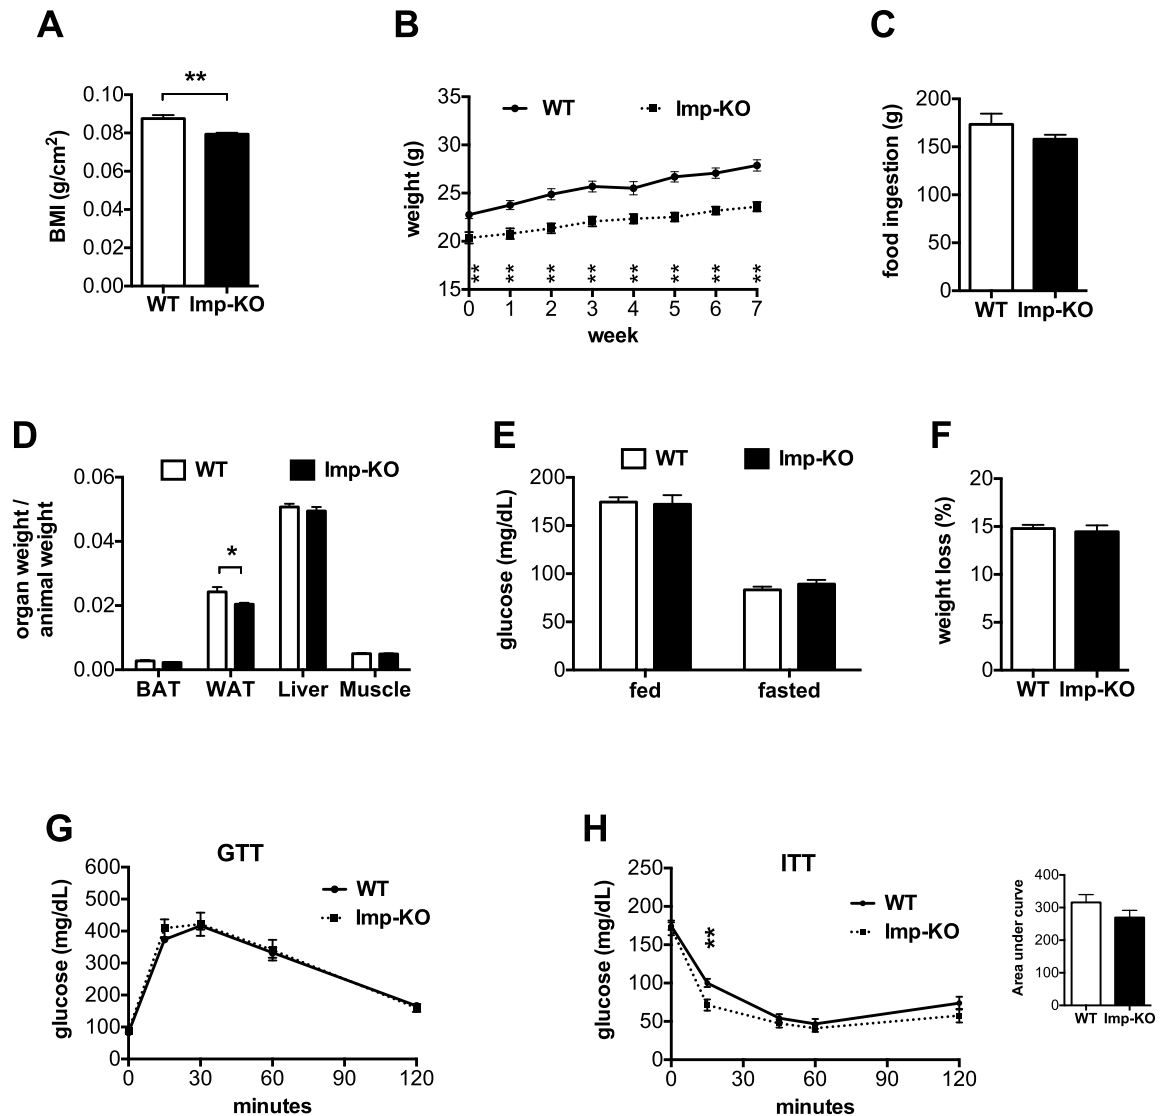 A
**
0.10
0.08
0.06
0.04
0.02
0.00
BMI (g/cm2)
WT Imp-KO
B
WT Imp-KO
35
30
25
20
15
weight (g)
** ** ** ** ** ** ** **
0 1 2 3 4 5 6 7
week
C
200
150
100
50
0
food ingestion (g)
WT Imp-KO
D
WT Imp-KO
0.06
0.04
0.02
0.00
organ weight /
animal weight
*
BAT WAT Liver Muscle
E
WT Imp-KO
200
150
100
50
0
glucose (mg/dL)
fed fasted
F
20
15
10
5
0
weight loss (%)
WT Imp-KO
G
GTT
600
500
400
300
200
100
0
glucose (mg/dL)
WT
Imp-KO
0 30 60 90 120
minutes
H
ITT
250
200
150
100
50
0
glucose (mg/dL)
**
WT
Imp-KO
0 30 60 90 120
minutes
400
300
200
100
0
Area under curve
WT Imp-KO